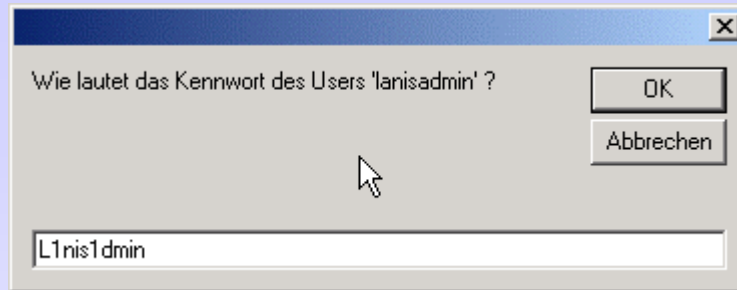 Wie lautet das Kennwort des Users 'lanisadmin' ?
OK
Abbrechen
L1nis1dmin